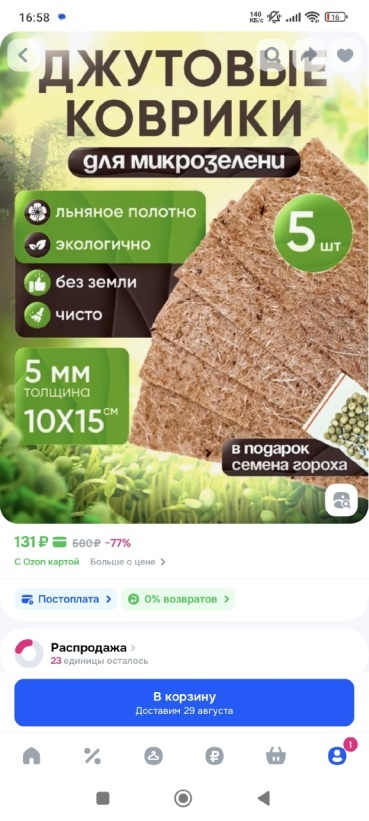 16:58
140
КБ/с
16
ДЖУТОВЫЕ
КОВРИКИ
для микрозелени
льняное полотно
экологично
5 шт
без земли
чисто
5 мм
толщина
10Х15 см
в подарок
семена гороха
131 ₽ 580 ₽ -77%
С Ozon картой Больше о цене
Постоплата 0% возвратов
Распродажа
23 единицы осталось
В корзину
Доставим 29 августа
1